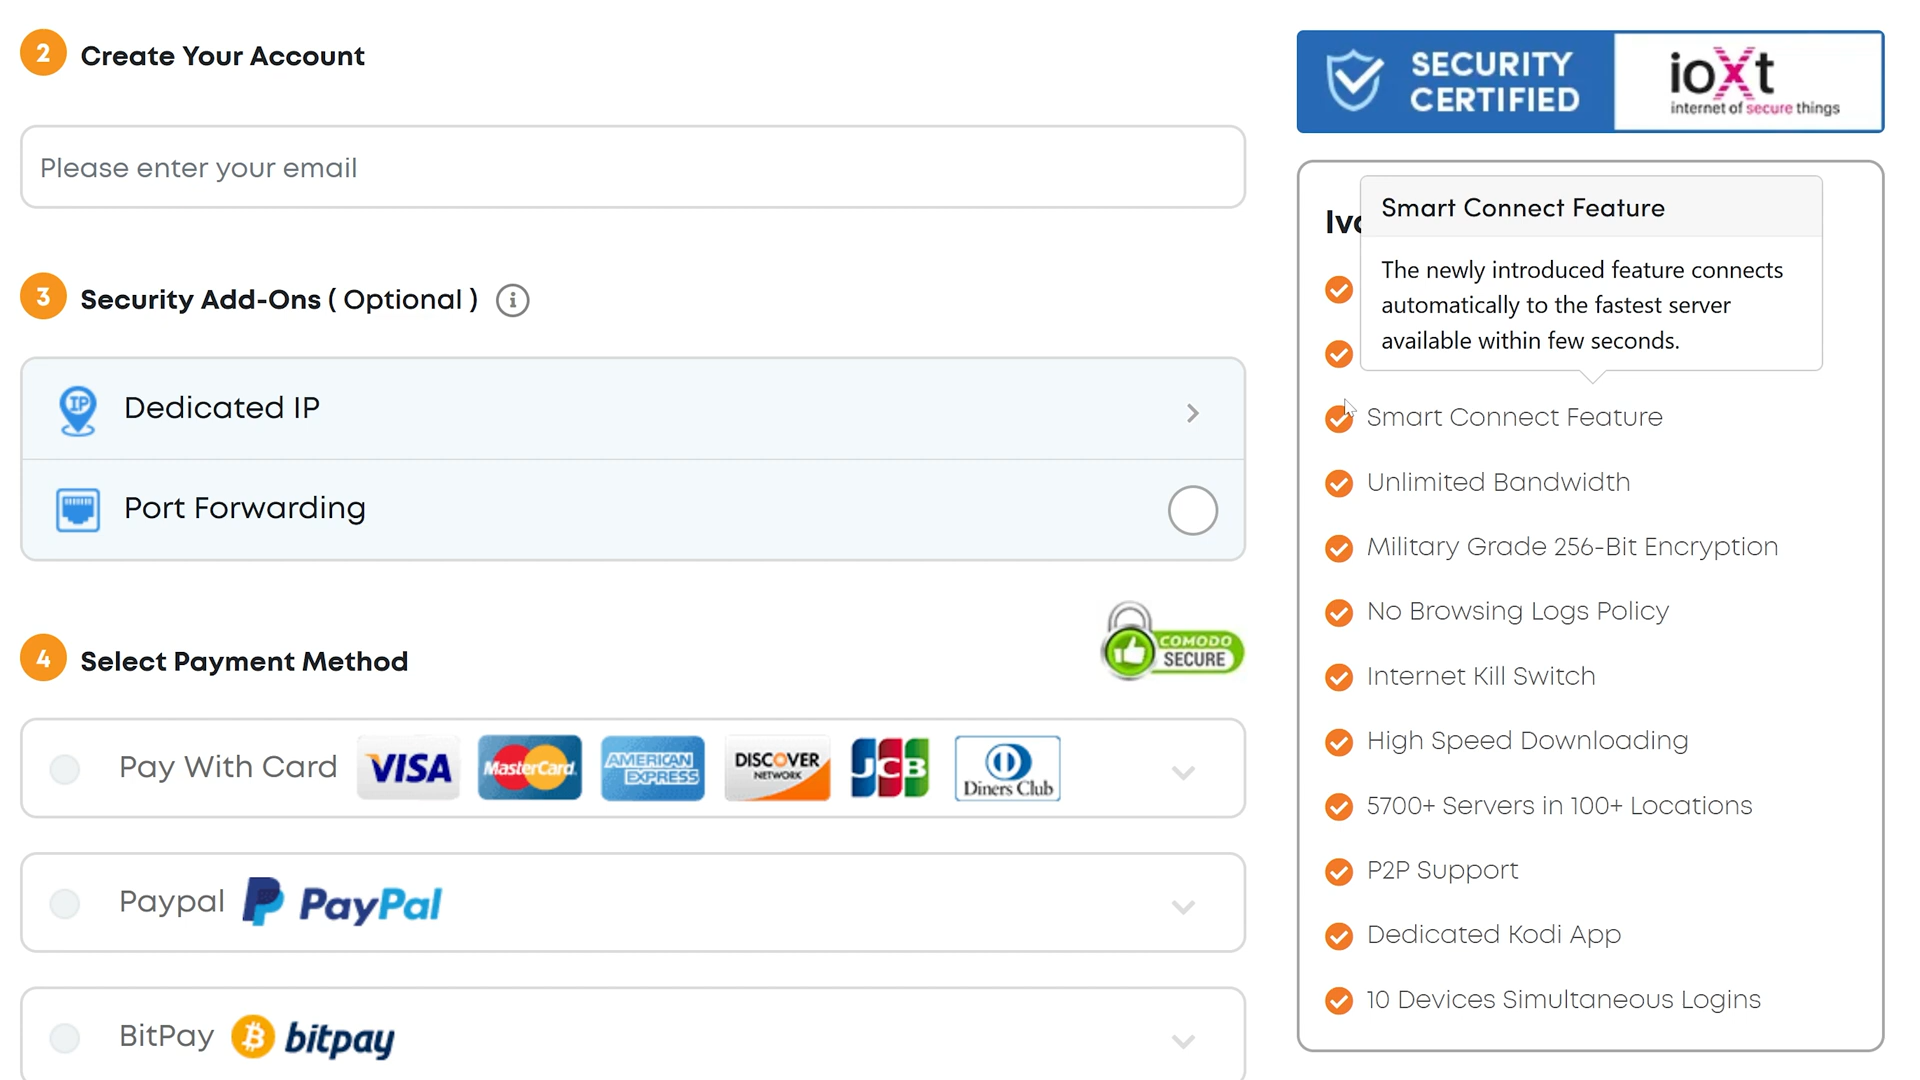 2 Create Your Account
Please enter your email
3 Security Add-Ons ( Optional ) i
IP Dedicated IP
Port Forwarding
COMODO
SECURE
4 Select Payment Method
Pay With Card VISA MasterCard AMERICAN EXPRESS DISCOVER NETWORK JCB Diners Club
Paypal PayPal
BitPay bitpay
SECURITY
CERTIFIED
ioXt
internet of secure things
Smart Connect Feature
The newly introduced feature connects
automatically to the fastest server
available within few seconds.
Smart Connect Feature
Unlimited Bandwidth
Military Grade 256-Bit Encryption
No Browsing Logs Policy
Internet Kill Switch
High Speed Downloading
5700+ Servers in 100+ Locations
P2P Support
Dedicated Kodi App
10 Devices Simultaneous Logins